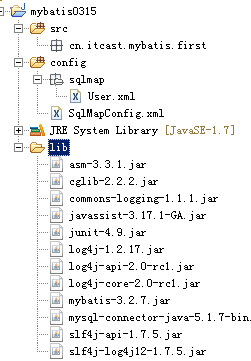 mybatis0315
src
cn.itcast.mybatis.first
config
sqlmap
User.xml
SqlMapConfig.xml
JRE System Library [JavaSE-1.7]
lib
asm-3.3.1.jar
cglib-2.2.2.jar
commons-logging-1.1.1.jar
javassist-3.17.1-GA.jar
junit-4.9.jar
log4j-1.2.17.jar
log4j-api-2.0-rc1.jar
log4j-core-2.0-rc1.jar
mybatis-3.2.7.jar
mysql-connector-java-5.1.7-bin.
slf4j-api-1.7.5.jar
slf4j-log4j12-1.7.5.jar